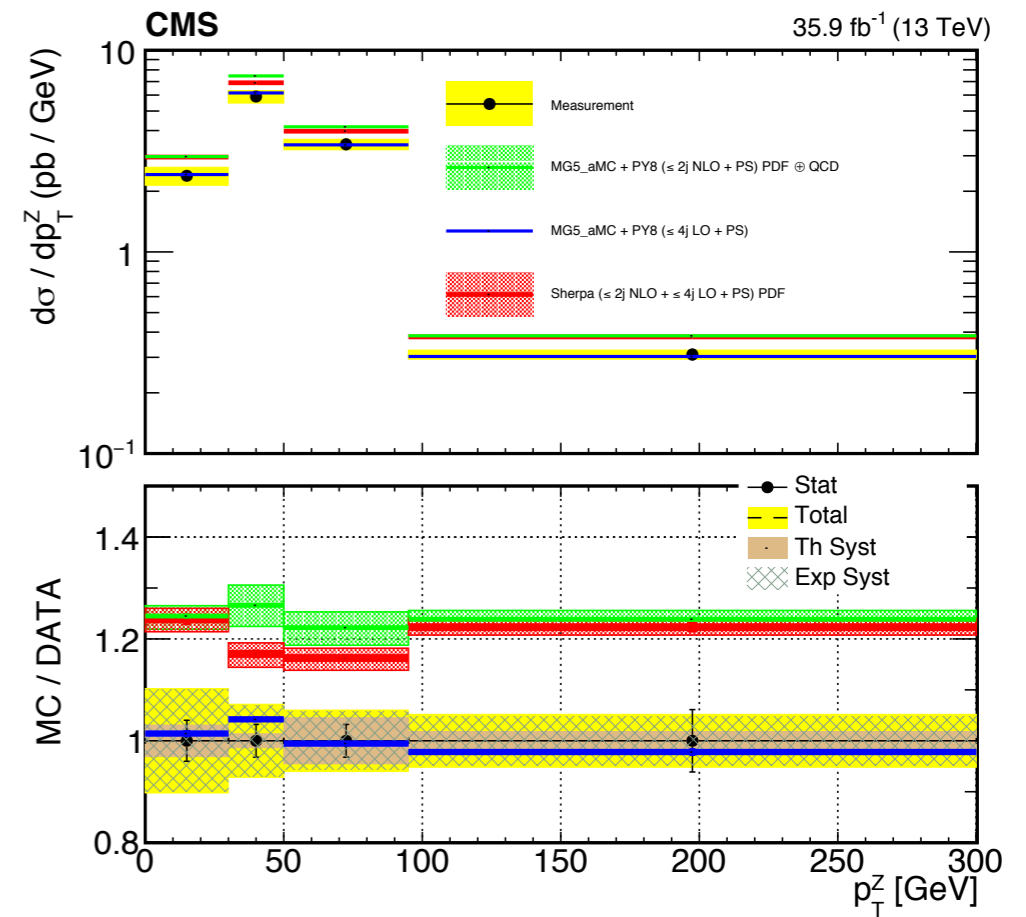 CMS
35.9 fb⁻¹ (13 TeV)
dσ / dp_T^Z (pb / GeV)
10
1
10⁻¹
Measurement
MG5_aMC + PY8 (≤ 2j NLO + PS) PDF ⊕ QCD
MG5_aMC + PY8 (≤ 4j LO + PS)
Sherpa (≤ 2j NLO + ≤ 4j LO + PS) PDF
MC / DATA
1.4
1.2
1
0.8
Stat
Total
Th Syst
Exp Syst
0 50 100 150 200 250 300
p_T^Z [GeV]